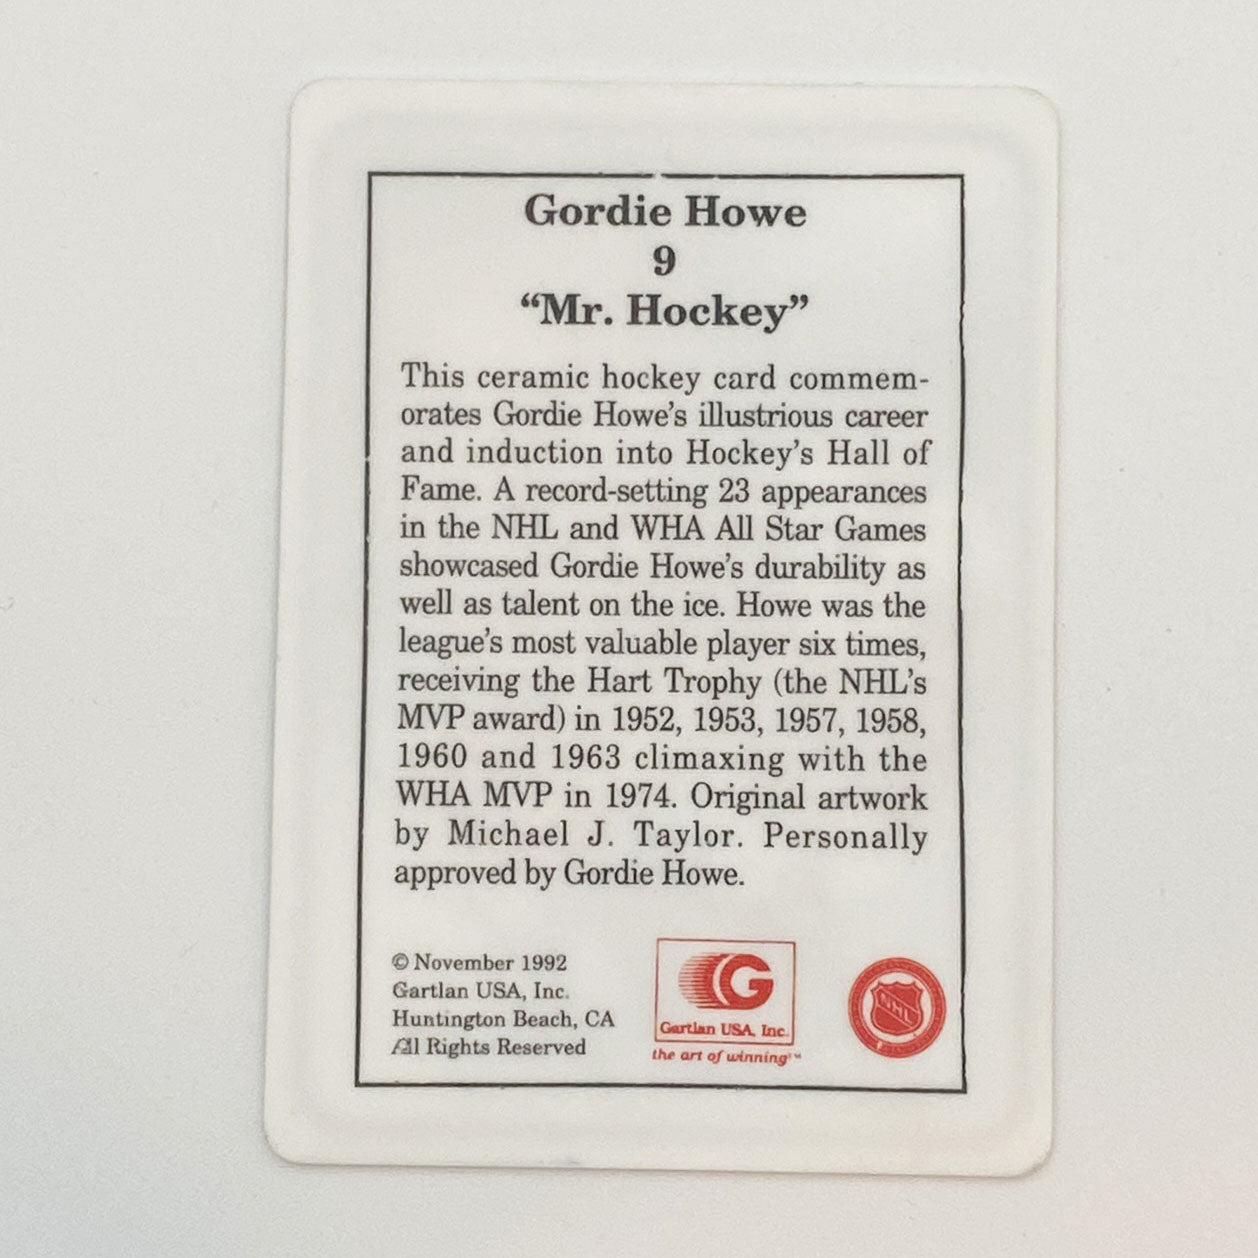 Gordie Howe
9
“Mr. Hockey”
This ceramic hockey card commem-
orates Gordie Howe’s illustrious career
and induction into Hockey’s Hall of
Fame. A record-setting 23 appearances
in the NHL and WHA All Star Games
showcased Gordie Howe’s durability as
well as talent on the ice. Howe was the
league’s most valuable player six times,
receiving the Hart Trophy (the NHL’s
MVP award) in 1952, 1953, 1957, 1958,
1960 and 1963 climaxing with the
WHA MVP in 1974. Original artwork
by Michael J. Taylor. Personally
approved by Gordie Howe.
© November 1992
Gartlan USA, Inc.
Huntington Beach, CA
All Rights Reserved
G
Gartlan USA, Inc.
the art of winning™
NHL